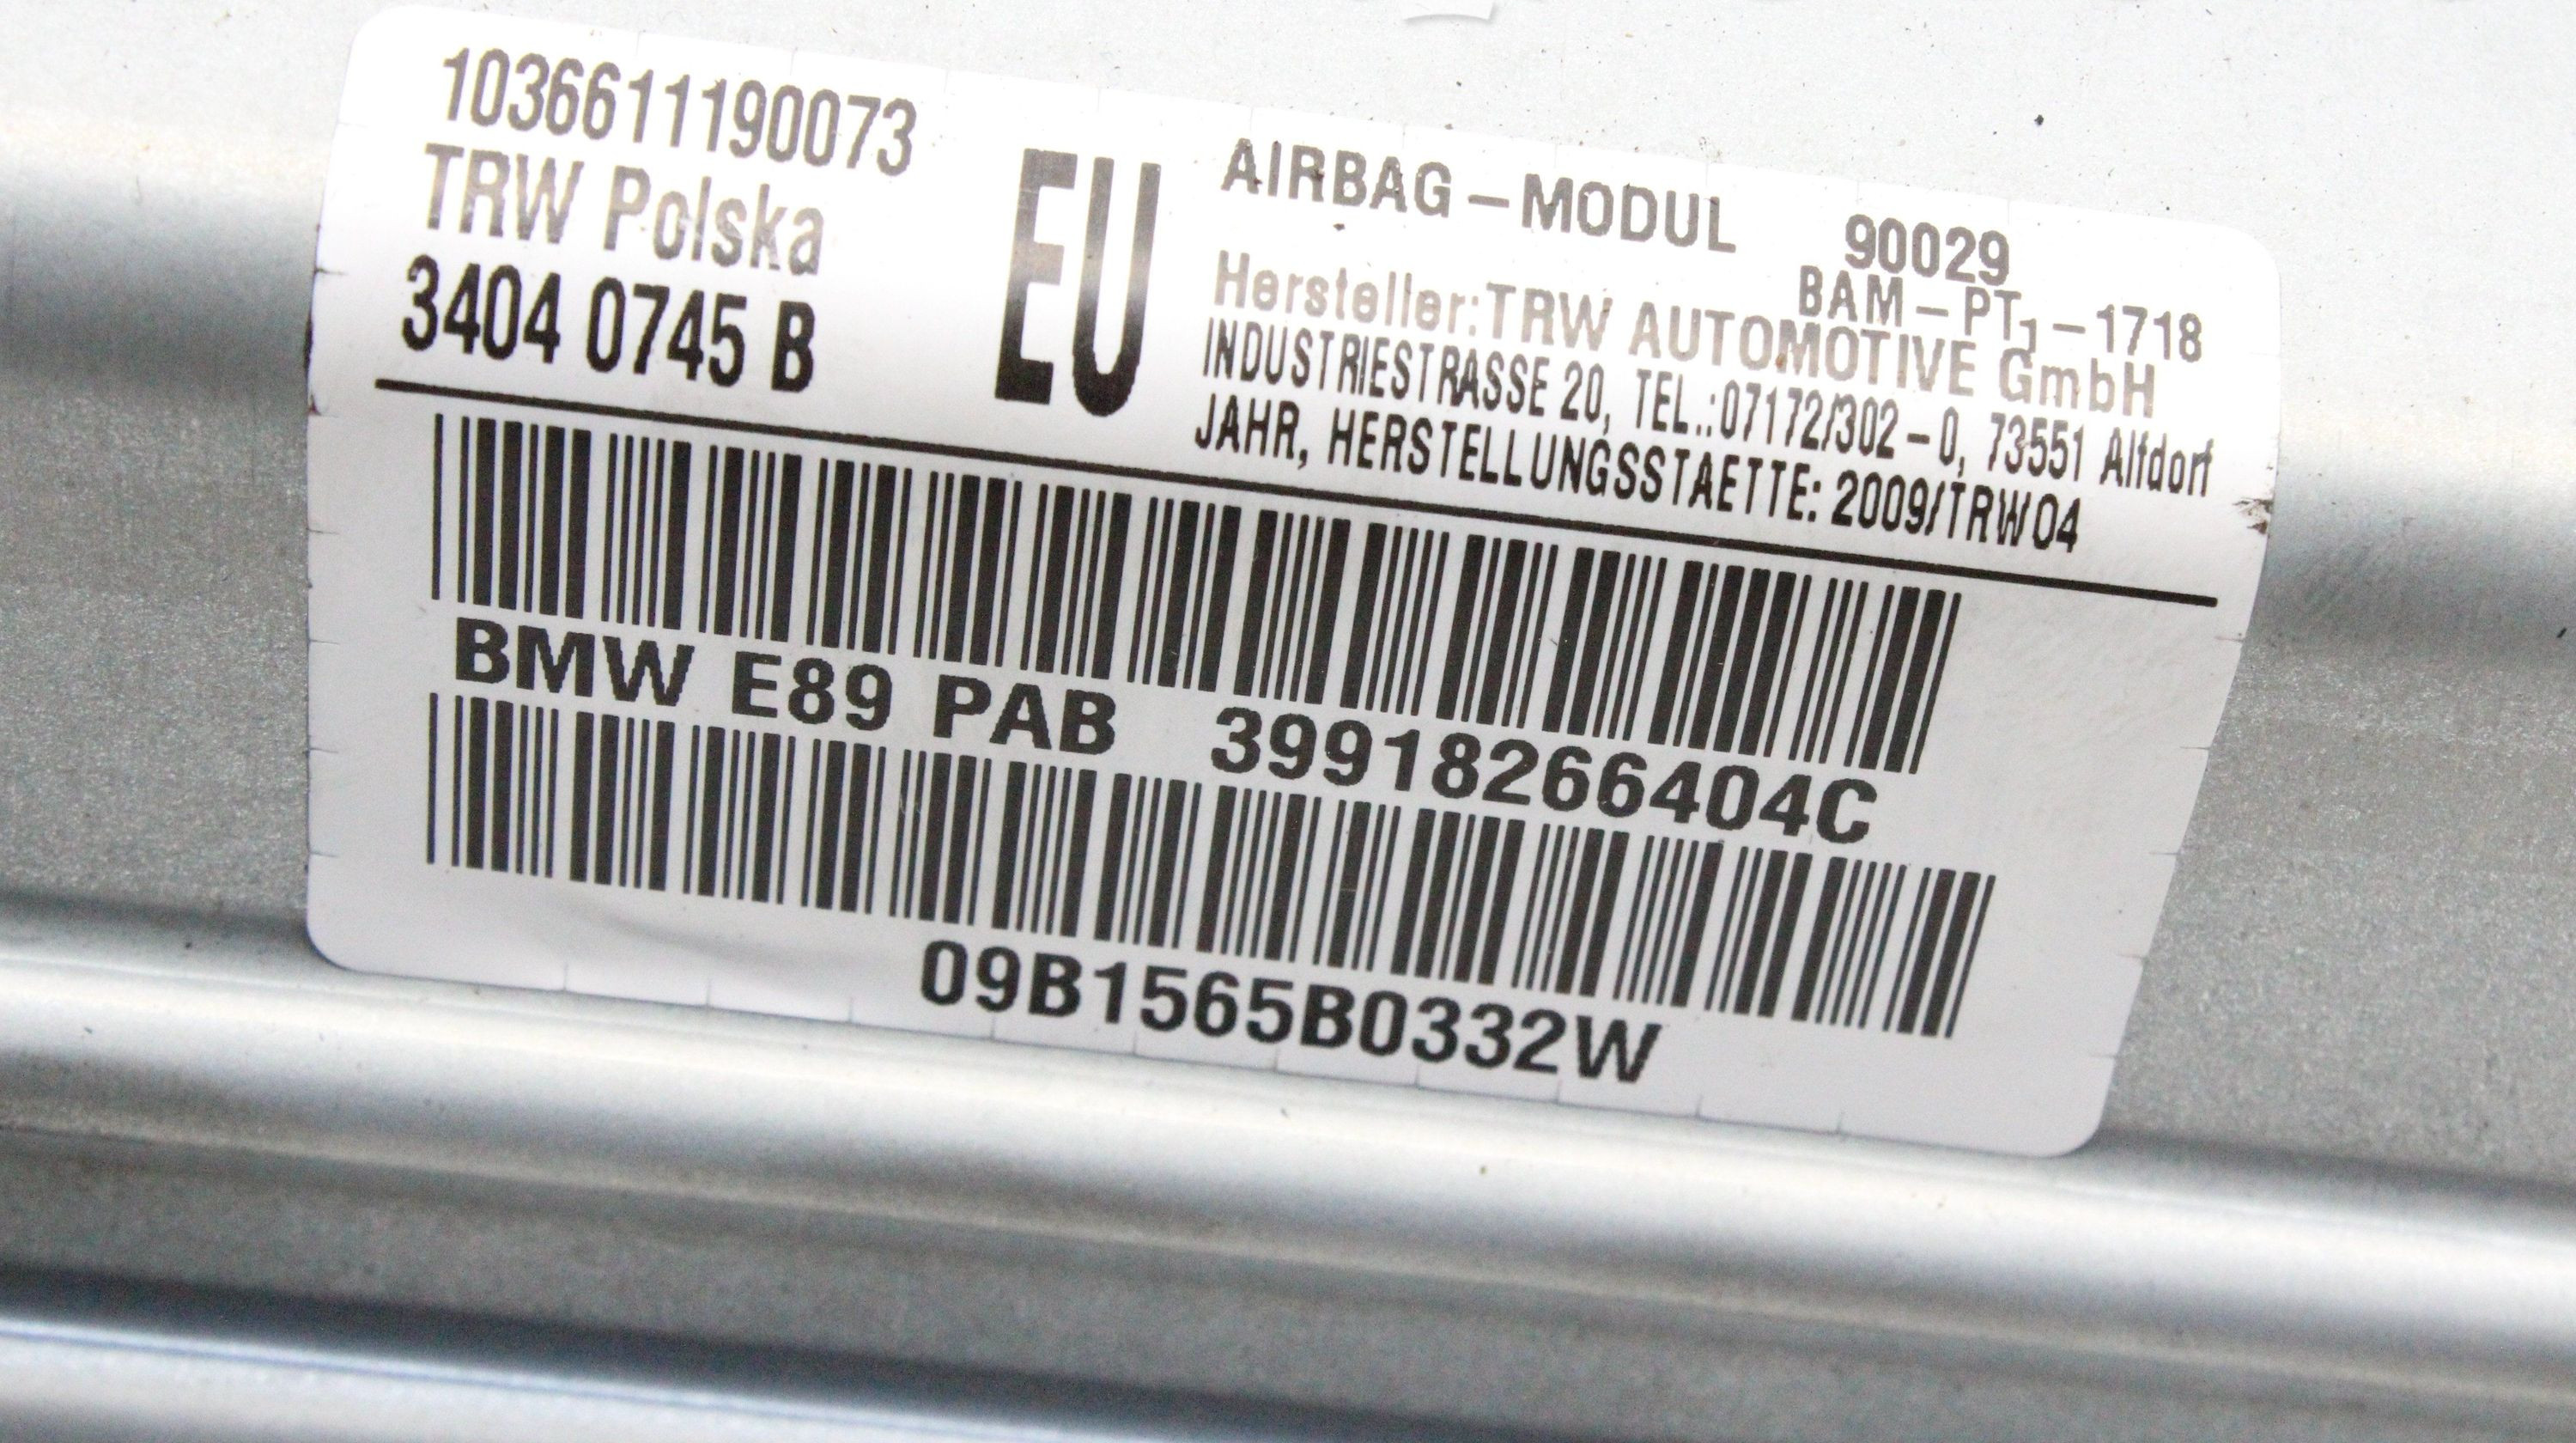 1036611190073
TRW Polska
3404 0745 B
EU
AIRBAG-MODUL 90029
BAM-PT1-1718
Hersteller:TRW AUTOMOTIVE GmbH
INDUSTRIESTRASSE 20, TEL.:07172/302-0, 73551 Alfdorf
JAHR, HERSTELLUNGSSTAETTE: 2009/TRW04
BMW E89 PAB 39918266404C
09B1565B0332W